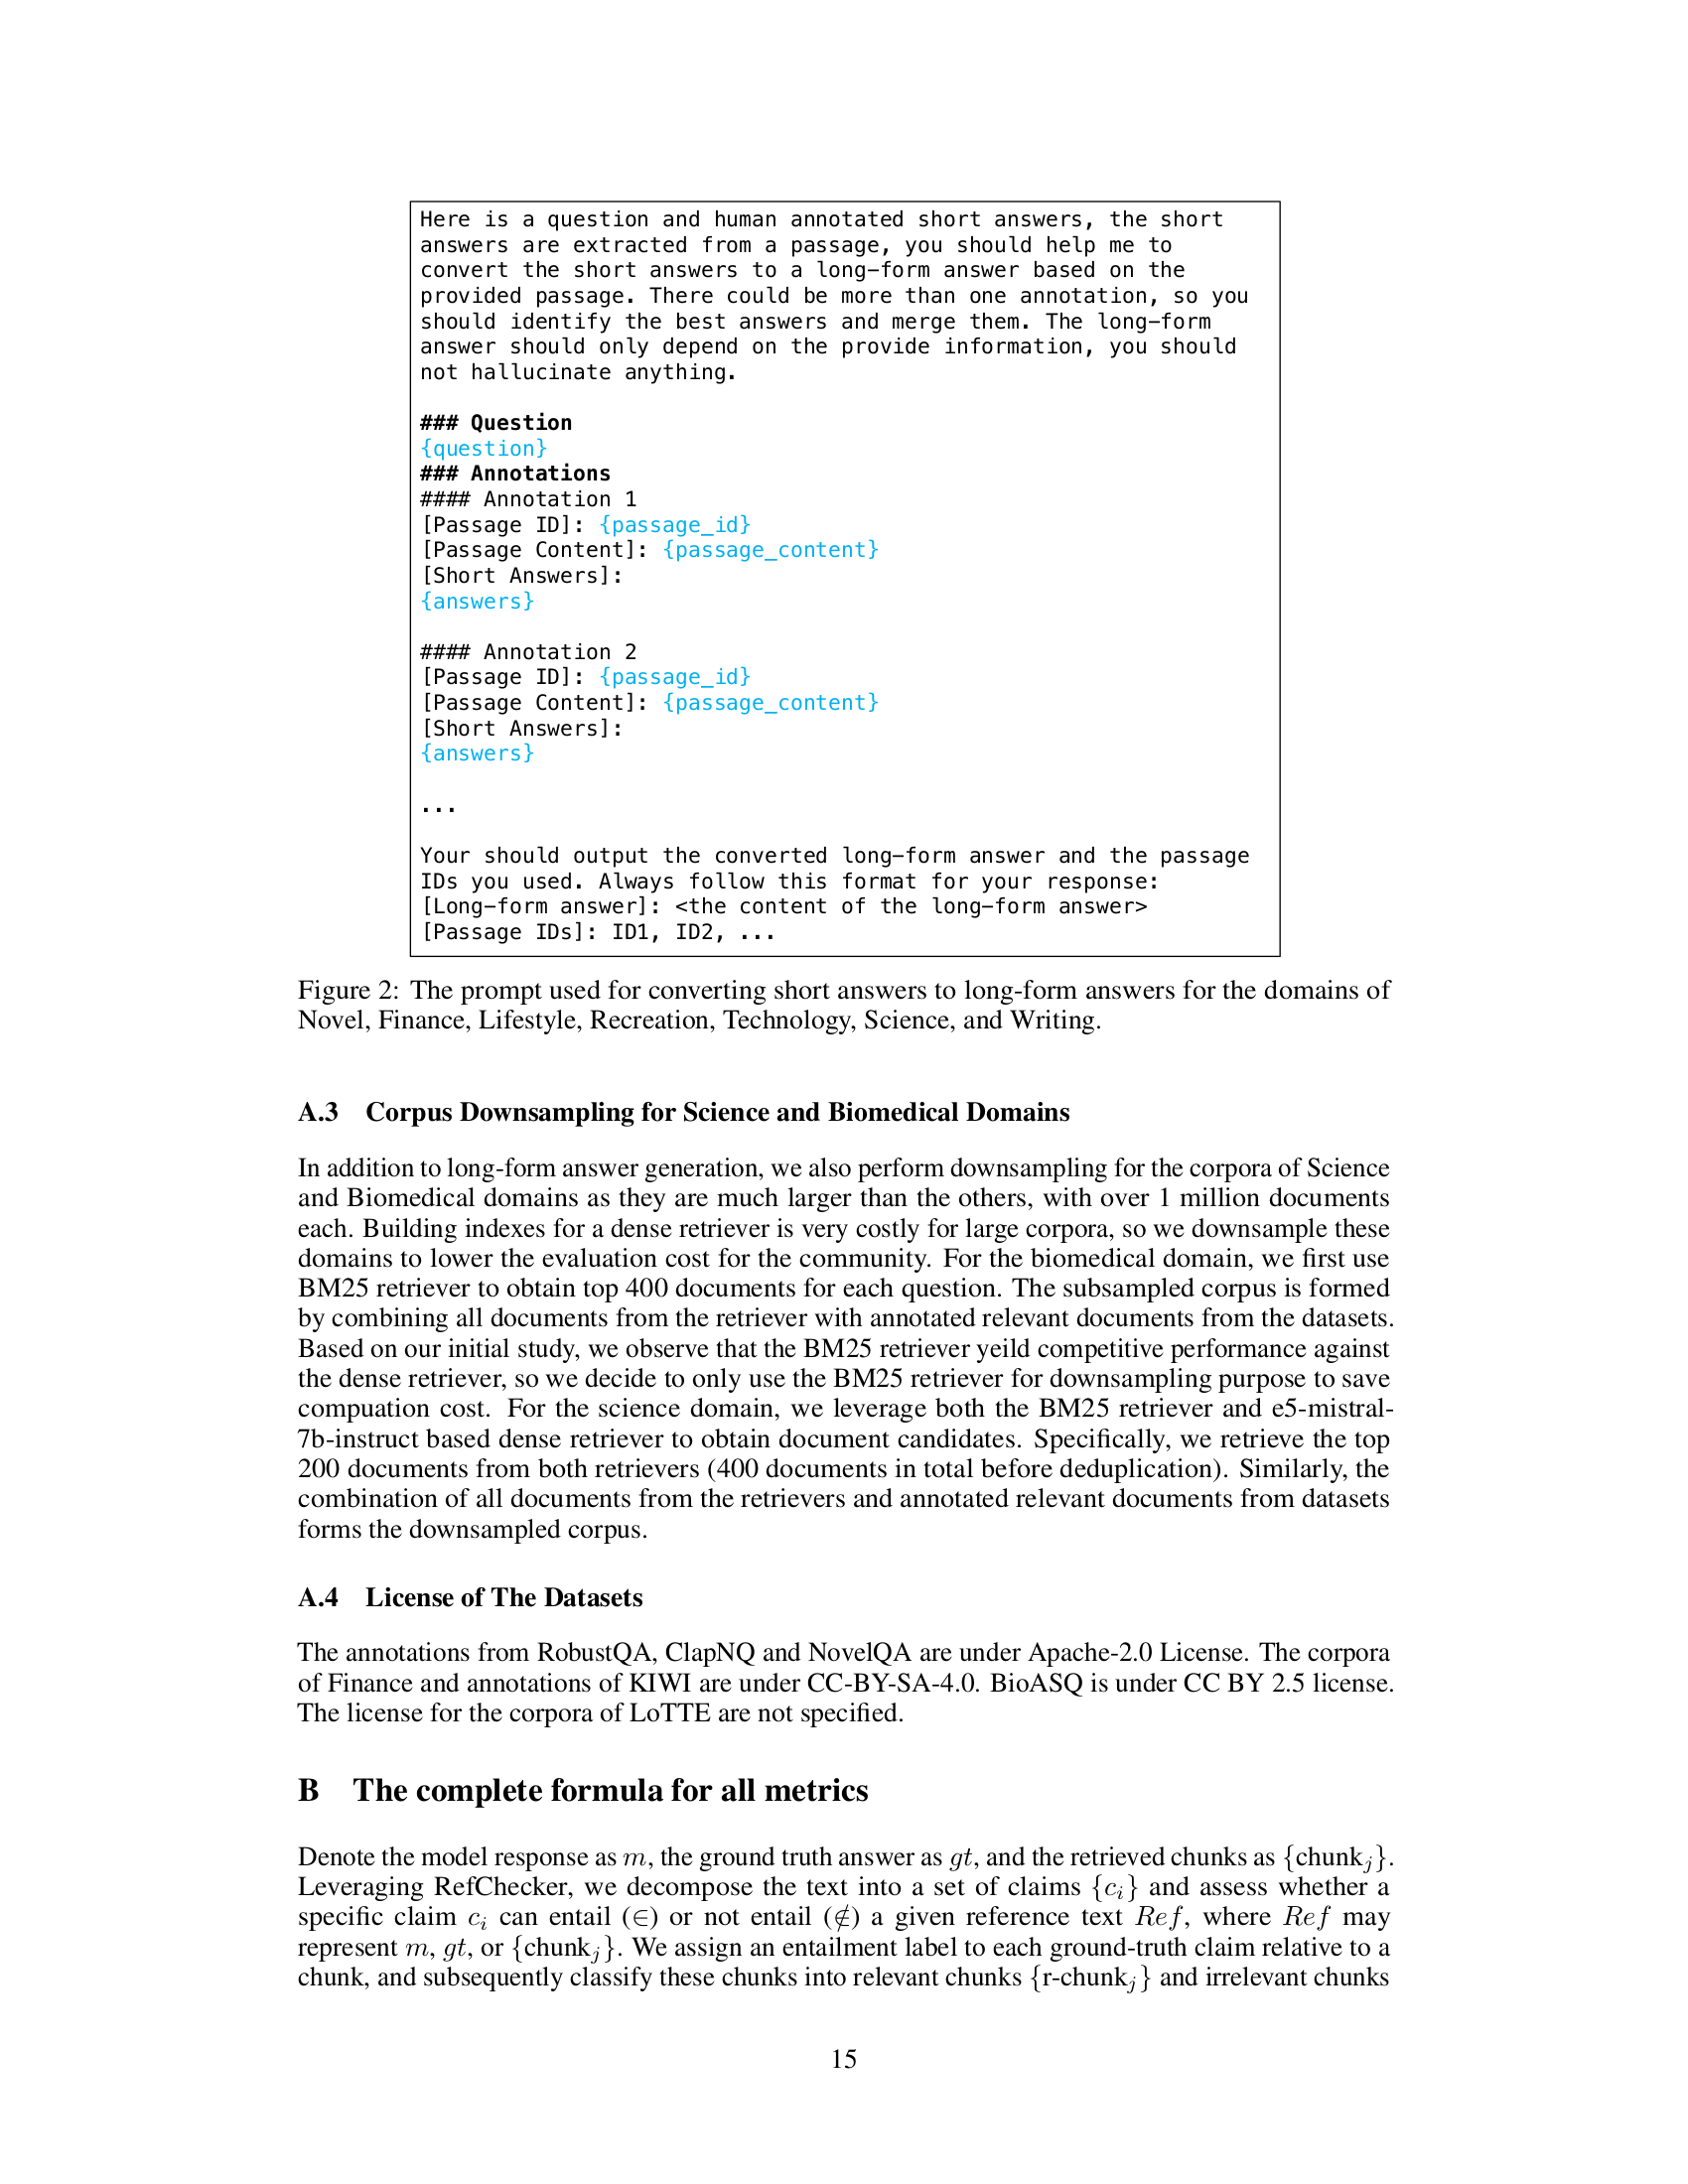 Here is a question and human annotated short answers, the short
answers are extracted from a passage, you should help me to
convert the short answers to a long-form answer based on the
provided passage. There could be more than one annotation, so you
should identify the best answers and merge them. The long-form
answer should only depend on the provide information, you should
not hallucinate anything.
### Question
{question}
### Annotations
#### Annotation 1
[Passage ID]: {passage_id}
[Passage Content]: {passage_content}
[Short Answers]:
{answers}
#### Annotation 2
[Passage ID]: {passage_id}
[Passage Content]: {passage_content}
[Short Answers]:
{answers}
...
Your should output the converted long-form answer and the passage
IDs you used. Always follow this format for your response:
[Long-form answer]: <the content of the long-form answer>
[Passage IDs]: ID1, ID2, ...
Figure 2: The prompt used for converting short answers to long-form answers for the domains of
Novel, Finance, Lifestyle, Recreation, Technology, Science, and Writing.
A.3 Corpus Downsampling for Science and Biomedical Domains
In addition to long-form answer generation, we also perform downsampling for the corpora of Science
and Biomedical domains as they are much larger than the others, with over 1 million documents
each. Building indexes for a dense retriever is very costly for large corpora, so we downsample these
domains to lower the evaluation cost for the community. For the biomedical domain, we first use
BM25 retriever to obtain top 400 documents for each question. The subsampled corpus is formed
by combining all documents from the retriever with annotated relevant documents from the datasets.
Based on our initial study, we observe that the BM25 retriever yeild competitive performance against
the dense retriever, so we decide to only use the BM25 retriever for downsampling purpose to save
compuation cost. For the science domain, we leverage both the BM25 retriever and e5-mistral-
7b-instruct based dense retriever to obtain document candidates. Specifically, we retrieve the top
200 documents from both retrievers (400 documents in total before deduplication). Similarly, the
combination of all documents from the retrievers and annotated relevant documents from datasets
forms the downsampled corpus.
A.4 License of The Datasets
The annotations from RobustQA, ClapNQ and NovelQA are under Apache-2.0 License. The corpora
of Finance and annotations of KIWI are under CC-BY-SA-4.0. BioASQ is under CC BY 2.5 license.
The license for the corpora of LoTTE are not specified.
B The complete formula for all metrics
Denote the model response as m, the ground truth answer as gt, and the retrieved chunks as {chunkⱼ}.
Leveraging RefChecker, we decompose the text into a set of claims {cᵢ} and assess whether a
specific claim cᵢ can entail (∈) or not entail (∉) a given reference text Ref, where Ref may
represent m, gt, or {chunkⱼ}. We assign an entailment label to each ground-truth claim relative to a
chunk, and subsequently classify these chunks into relevant chunks {r-chunkⱼ} and irrelevant chunks
15